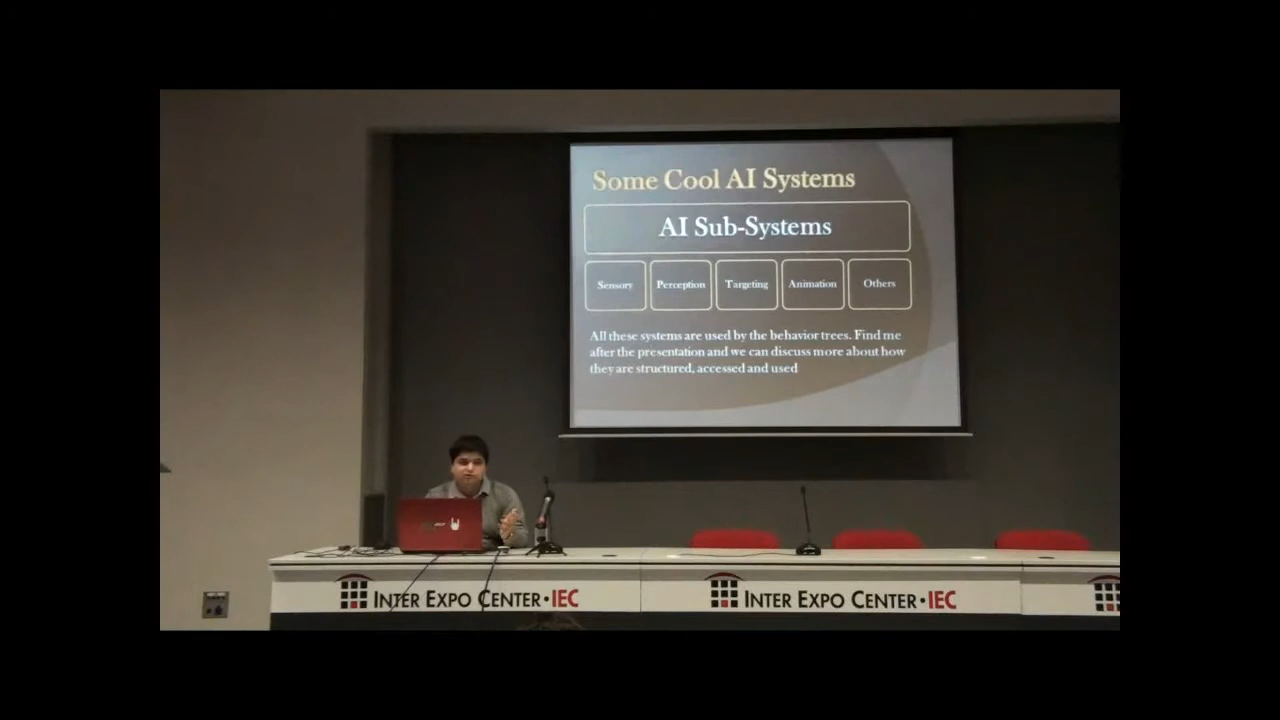 Some Cool AI Systems
AI Sub-Systems
Sensory
Perception
Targeting
Animation
Others
All these systems are used by the behavior trees. Find me
after the presentation and we can discuss more about how
they are structured, accessed and used
INTER EXPO CENTER·IEC
INTER EXPO CENTER·IEC